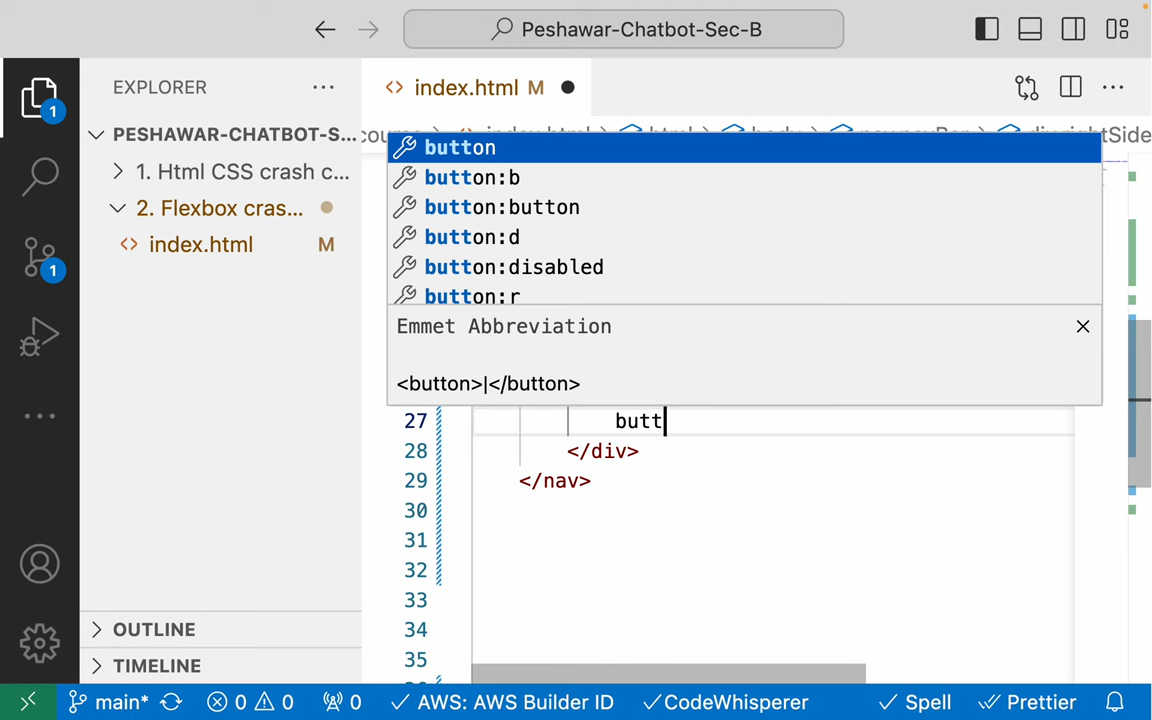 Peshawar-Chatbot-Sec-B
EXPLORER
index.html M
PESHAWAR-CHATBOT-S...
1. Html CSS crash c...
2. Flexbox cras...
index.html M
1
1
button
button:b
button:button
button:d
button:disabled
button:r
Emmet Abbreviation
<button>|</button>
27 butt
28 </div>
29 </nav>
30
31
32
33
34
35
OUTLINE
TIMELINE
main* 0 0 0 AWS: AWS Builder ID CodeWhisperer Spell Prettier